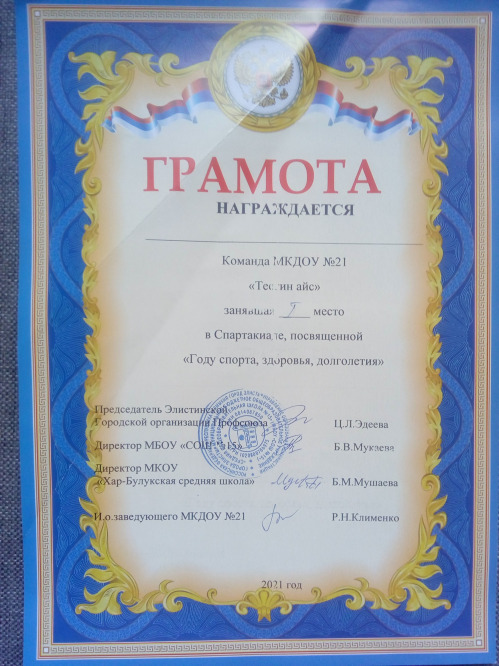 ГРАМОТА
НАГРАЖДАЕТСЯ
Команда МКДОУ №21
«Теегин айс»
занявшая I место
в Спартакиаде, посвященной
«Году спорта, здоровья, долголетия»
Председатель Элистинской
Городской организации Профсоюза Ц.Л.Эдеева
Директор МБОУ «СОШ №15» Б.В.Мукаева
Директор МКОУ
«Хар-Булукская средняя школа» Б.М.Мушаева
И.о.заведующего МКДОУ №21 Р.Н.Клименко
2021 год